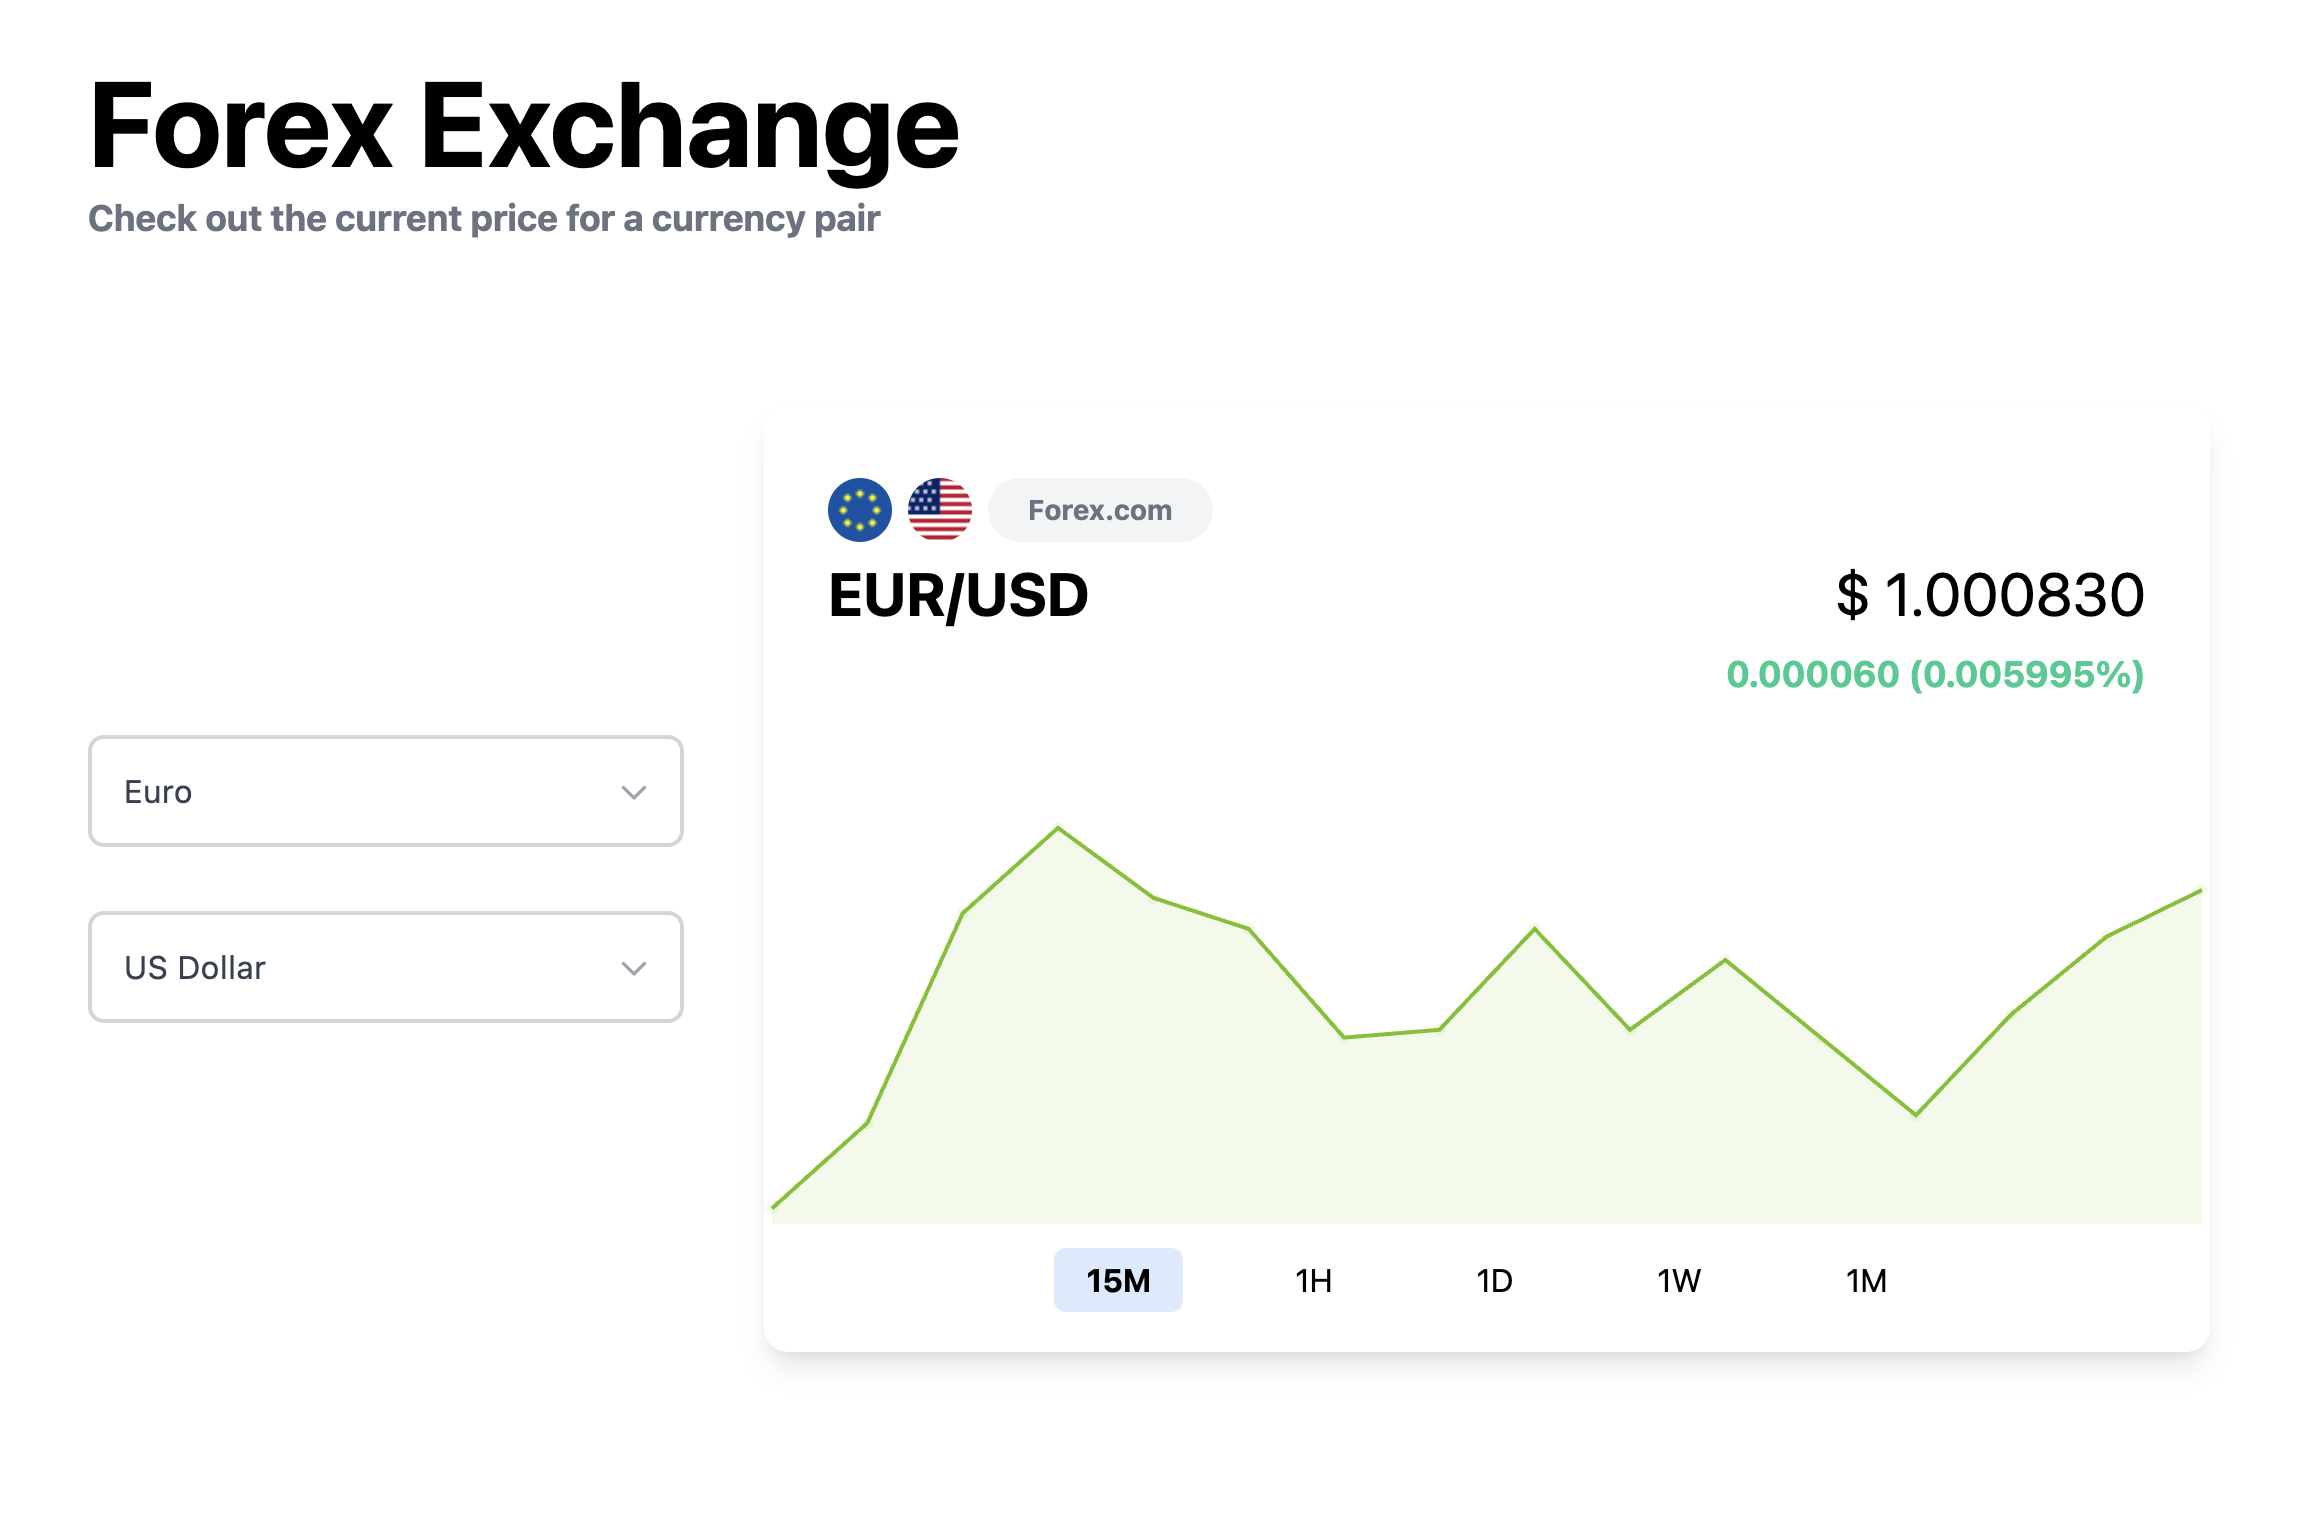 Forex Exchange
Check out the current price for a currency pair
Forex.com
EUR/USD
$ 1.000830
0.000060 (0.005995%)
Euro
US Dollar
15M 1H 1D 1W 1M